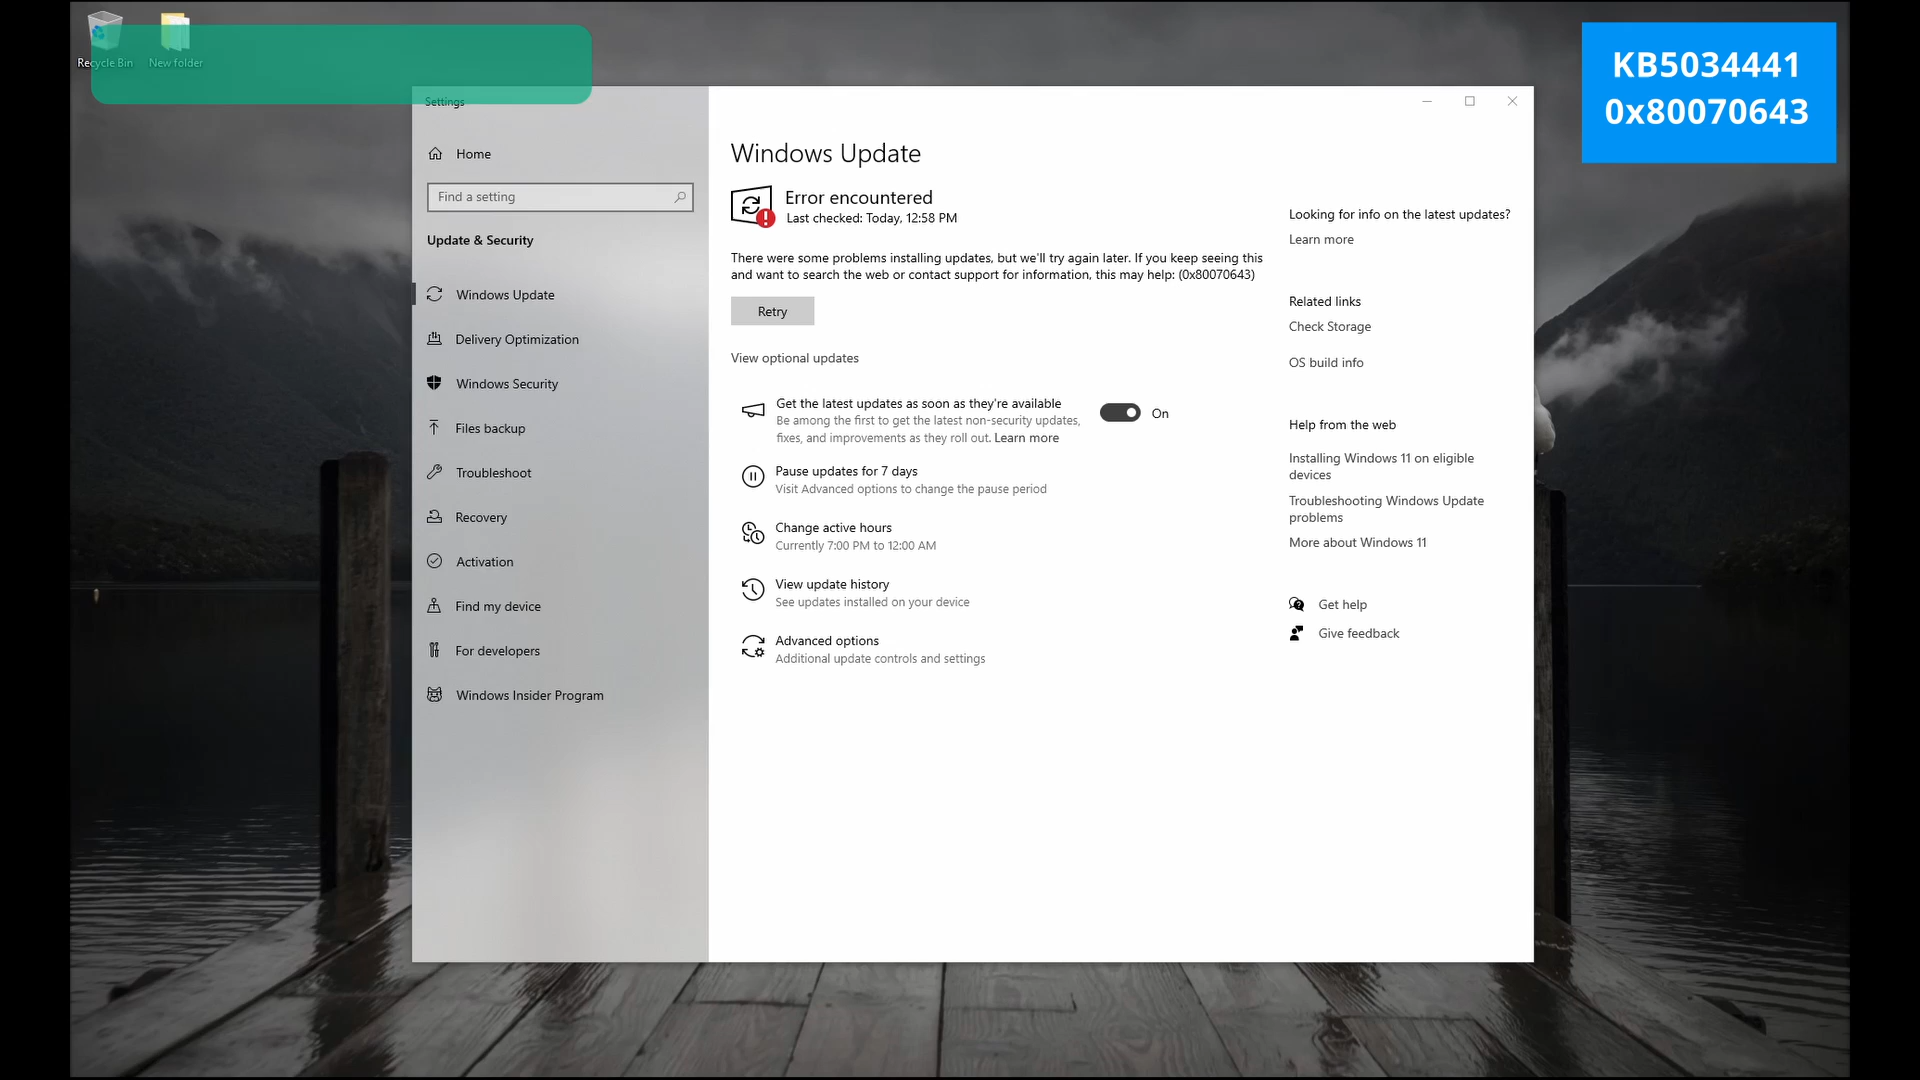 Recycle Bin
New folder
KB5034441
0x80070643
Settings
Home
Find a setting
Update & Security
Windows Update
Delivery Optimization
Windows Security
Files backup
Troubleshoot
Recovery
Activation
Find my device
For developers
Windows Insider Program
Windows Update
Error encountered
Last checked: Today, 12:58 PM
There were some problems installing updates, but we'll try again later. If you keep seeing this
and want to search the web or contact support for information, this may help: (0x80070643)
Retry
View optional updates
Get the latest updates as soon as they're available
Be among the first to get the latest non-security updates,
fixes, and improvements as they roll out. Learn more
On
Pause updates for 7 days
Visit Advanced options to change the pause period
Change active hours
Currently 7:00 PM to 12:00 AM
View update history
See updates installed on your device
Advanced options
Additional update controls and settings
Looking for info on the latest updates?
Learn more
Related links
Check Storage
OS build info
Help from the web
Installing Windows 11 on eligible
devices
Troubleshooting Windows Update
problems
More about Windows 11
Get help
Give feedback